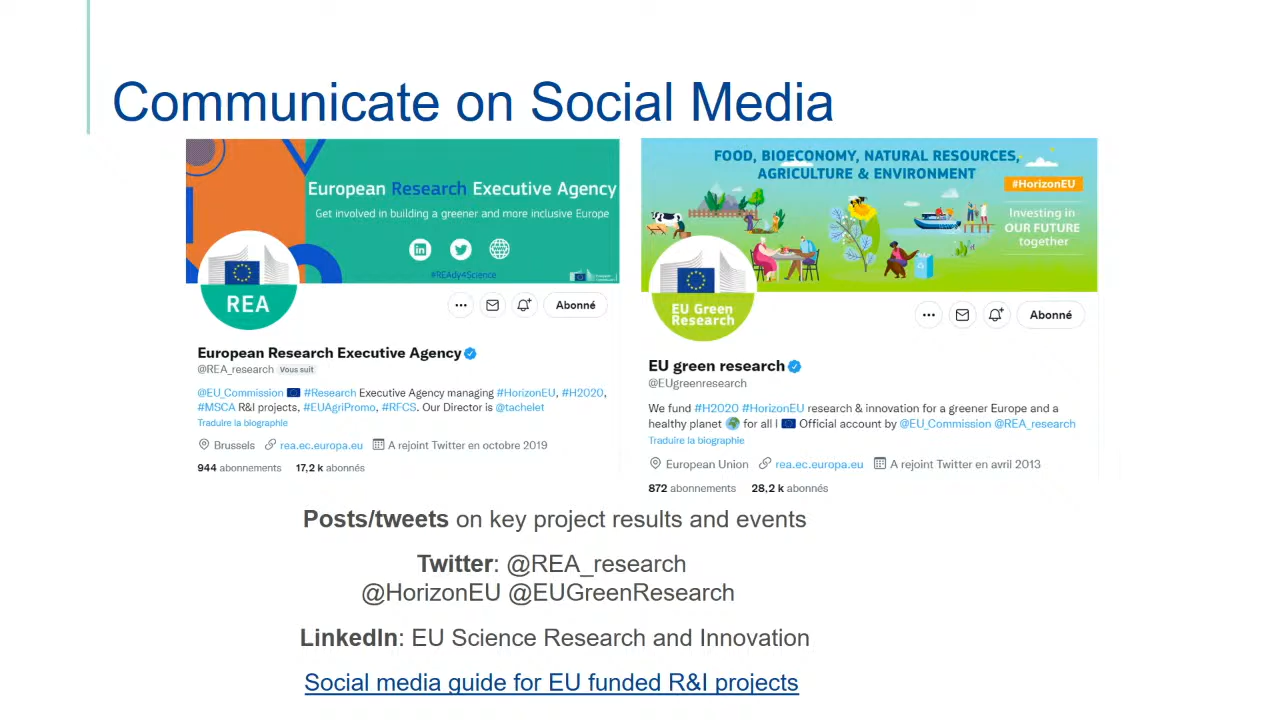 Communicate on Social Media
European Research Executive Agency
Get involved in building a greener and more inclusive Europe
#REAdy4Science
REA
Abonné
European Research Executive Agency
@REA_research Vous suit
@EU_Commission #Research Executive Agency managing #HorizonEU, #H2020,
#MSCA R&I projects, #EUAgriPromo, #RFCS. Our Director is @tachelet
Traduire la biographie
Brussels rea.ec.europa.eu A rejoint Twitter en octobre 2019
944 abonnements 17,2 k abonnés
FOOD, BIOECONOMY, NATURAL RESOURCES,
AGRICULTURE & ENVIRONMENT
#HorizonEU
Investing in
OUR FUTURE
together
EU Green
Research
Abonné
EU green research
@EUgreenresearch
We fund #H2020 #HorizonEU research & innovation for a greener Europe and a
healthy planet for all I Official account by @EU_Commission @REA_research
Traduire la biographie
European Union rea.ec.europa.eu A rejoint Twitter en avril 2013
872 abonnements 28,2 k abonnés
Posts/tweets on key project results and events
Twitter: @REA_research
@HorizonEU @EUGreenResearch
LinkedIn: EU Science Research and Innovation
Social media guide for EU funded R&I projects